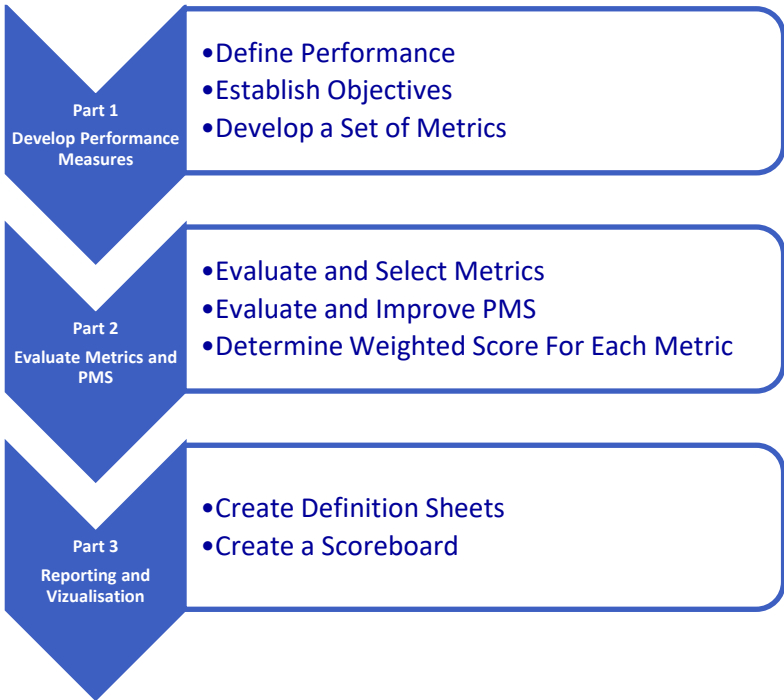 Part 1
Develop Performance
Measures
•Define Performance
•Establish Objectives
•Develop a Set of Metrics
Part 2
Evaluate Metrics and
PMS
•Evaluate and Select Metrics
•Evaluate and Improve PMS
•Determine Weighted Score For Each Metric
Part 3
Reporting and
Vizualisation
•Create Definition Sheets
•Create a Scoreboard